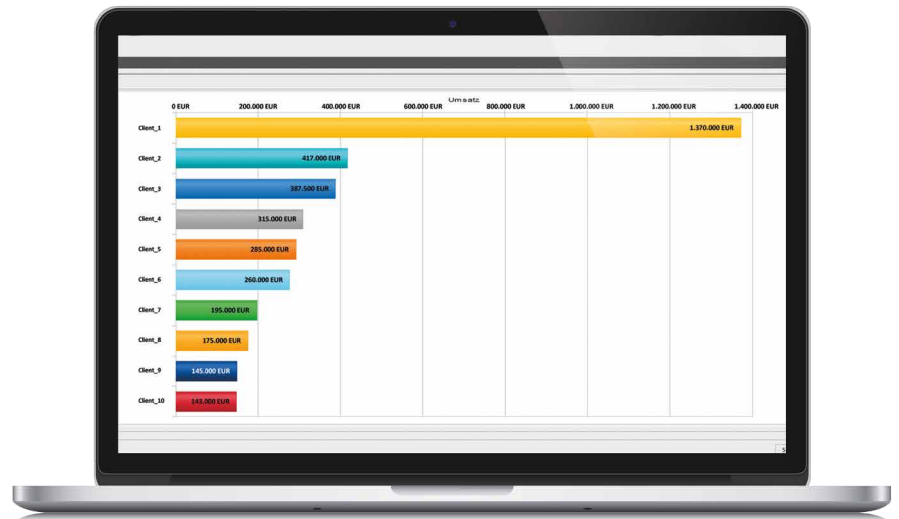 Umsatz
0 EUR 200.000 EUR 400.000 EUR 600.000 EUR 800.000 EUR 1.000.000 EUR 1.200.000 EUR 1.400.000 EUR
Client_1 1.370.000 EUR
Client_2 417.000 EUR
Client_3 387.500 EUR
Client_4 315.000 EUR
Client_5 285.000 EUR
Client_6 260.000 EUR
Client_7 195.000 EUR
Client_8 175.000 EUR
Client_9 145.000 EUR
Client_10 143.000 EUR